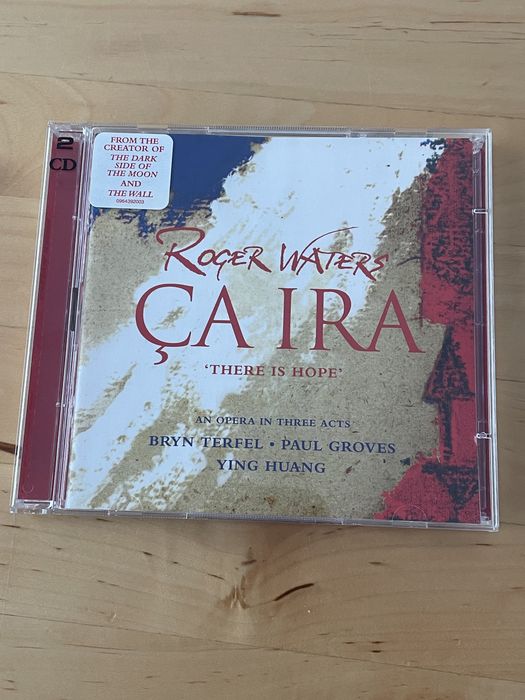 2
CD
FROM THE
CREATOR OF
THE DARK
SIDE OF
THE MOON
AND
THE WALL
0964392003
ROGER WATERS
ÇA IRA
‘THERE IS HOPE’
AN OPERA IN THREE ACTS
BRYN TERFEL • PAUL GROVES
YING HUANG